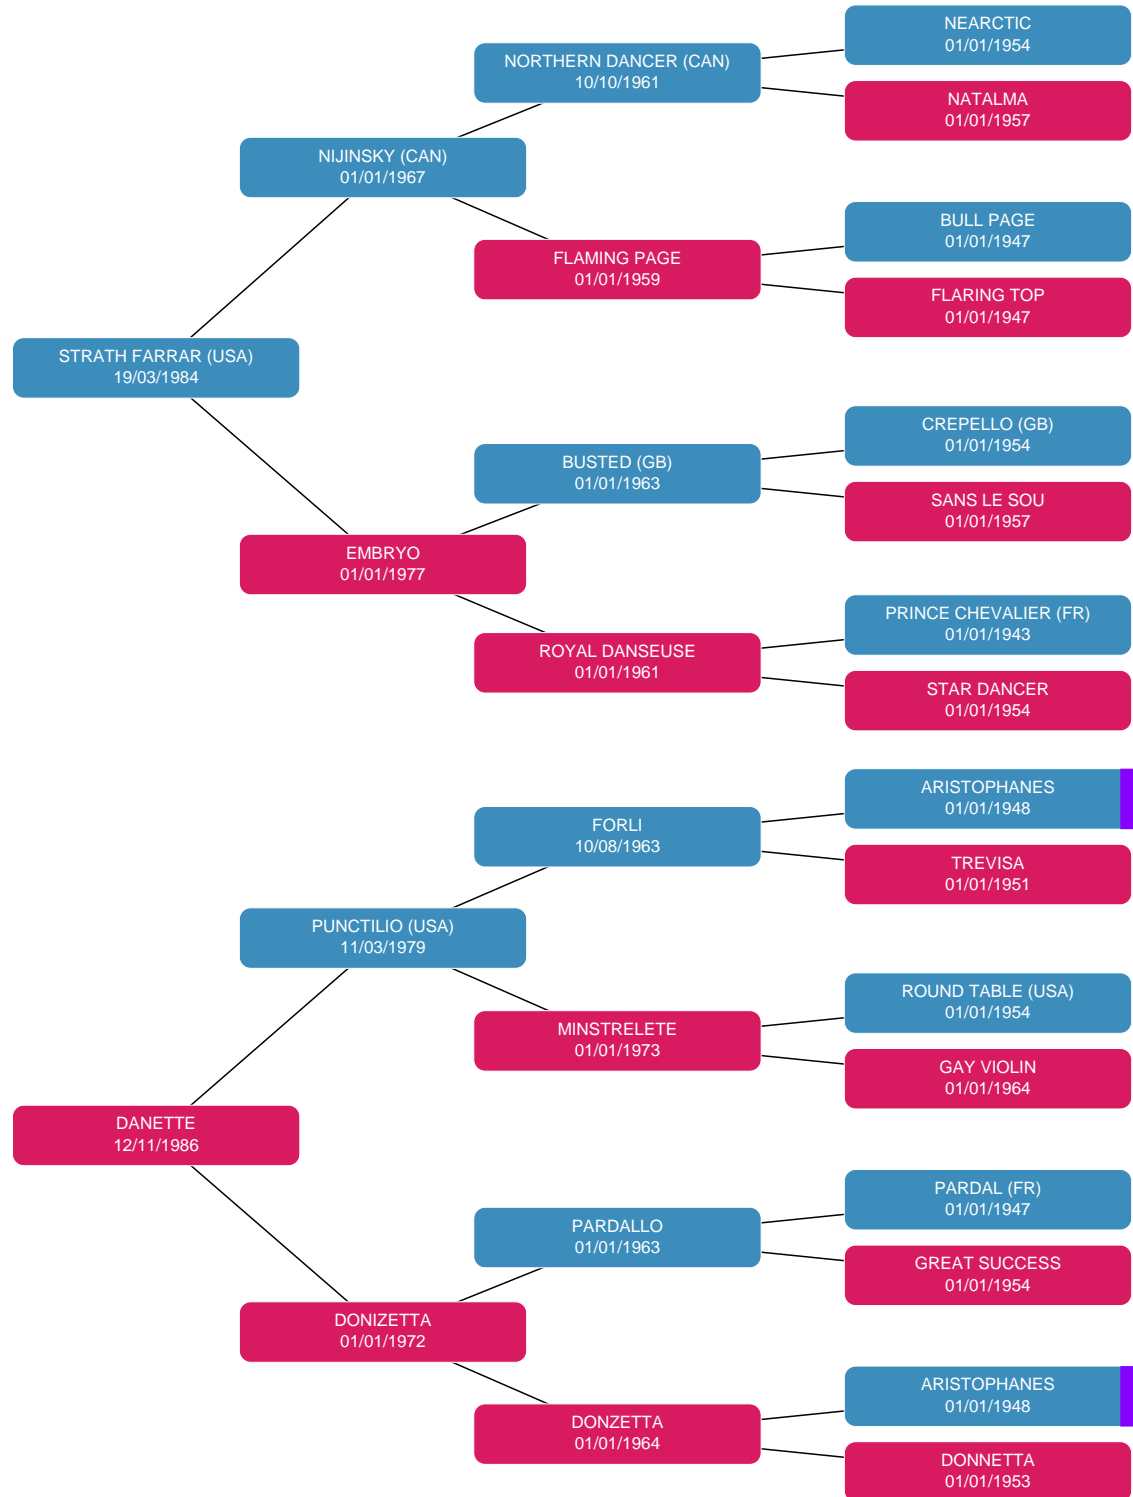 NEARCTIC
01/01/1954
NORTHERN DANCER (CAN)
10/10/1961
NATALMA
01/01/1957
NIJINSKY (CAN)
01/01/1967
BULL PAGE
01/01/1947
FLAMING PAGE
01/01/1959
FLARING TOP
01/01/1947
STRATH FARRAR (USA)
19/03/1984
CREPELLO (GB)
01/01/1954
BUSTED (GB)
01/01/1963
SANS LE SOU
01/01/1957
EMBRYO
01/01/1977
PRINCE CHEVALIER (FR)
01/01/1943
ROYAL DANSEUSE
01/01/1961
STAR DANCER
01/01/1954
ARISTOPHANES
01/01/1948
FORLI
10/08/1963
TREVISA
01/01/1951
PUNCTILIO (USA)
11/03/1979
ROUND TABLE (USA)
01/01/1954
MINSTRELETE
01/01/1973
GAY VIOLIN
01/01/1964
DANETTE
12/11/1986
PARDAL (FR)
01/01/1947
PARDALLO
01/01/1963
GREAT SUCCESS
01/01/1954
DONIZETTA
01/01/1972
ARISTOPHANES
01/01/1948
DONZETTA
01/01/1964
DONNETTA
01/01/1953